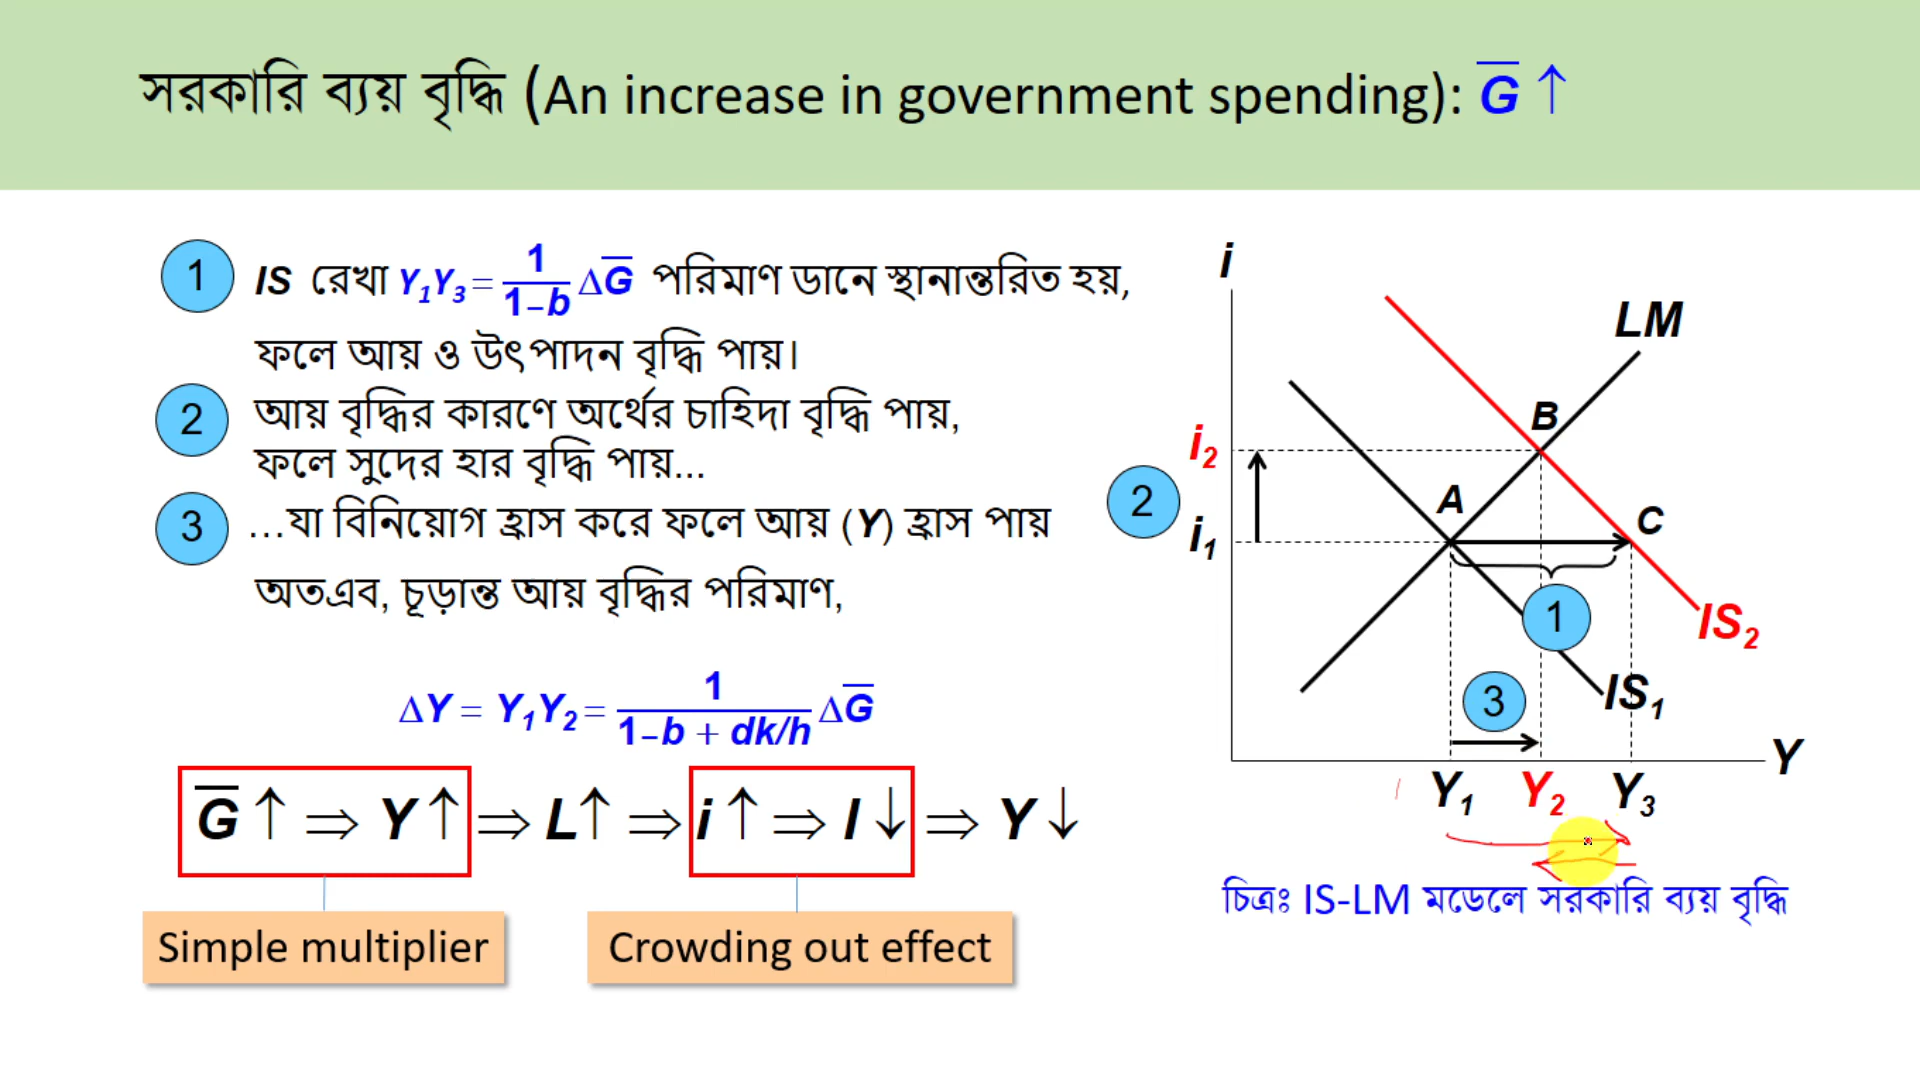 সরকারি ব্যয় বৃদ্ধি (An increase in government spending): G̅ ↑
1 IS রেখা Y₁Y₃ = 1/(1–b) ΔG̅ পরিমাণ ডানে স্থানান্তরিত হয়,
ফলে আয় ও উৎপাদন বৃদ্ধি পায়।
2 আয় বৃদ্ধির কারণে অর্থের চাহিদা বৃদ্ধি পায়,
ফলে সুদের হার বৃদ্ধি পায়...
3 ...যা বিনিয়োগ হ্রাস করে ফলে আয় (Y) হ্রাস পায়
অতএব, চূড়ান্ত আয় বৃদ্ধির পরিমাণ,
ΔY = Y₁Y₂ = 1/(1–b + dk/h) ΔG̅
G̅ ↑ ⇒ Y ↑ ⇒ L ↑ ⇒ i ↑ ⇒ I ↓ ⇒ Y ↓
Simple multiplier
Crowding out effect
i
LM
B
i₂
A
C
2
i₁
1
IS₂
3
IS₁
Y
Y₁ Y₂ Y₃
চিত্রঃ IS-LM মডেলে সরকারি ব্যয় বৃদ্ধি